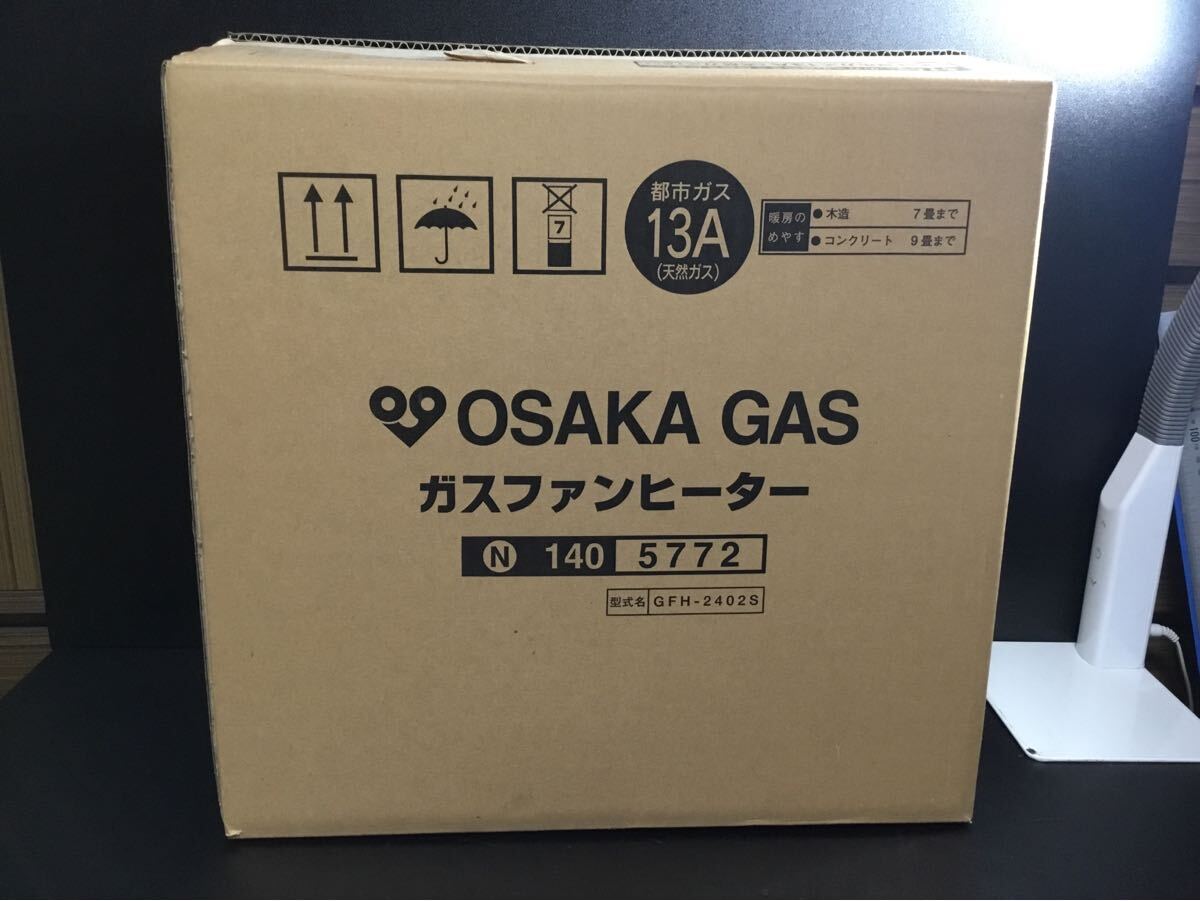 7
都市ガス
13A
(天然ガス)
暖房の
めやす
●木造 7畳まで
●コンクリート 9畳まで
OSAKA GAS
ガスファンヒーター
N 140 5772
型式名 GFH-2402S
100